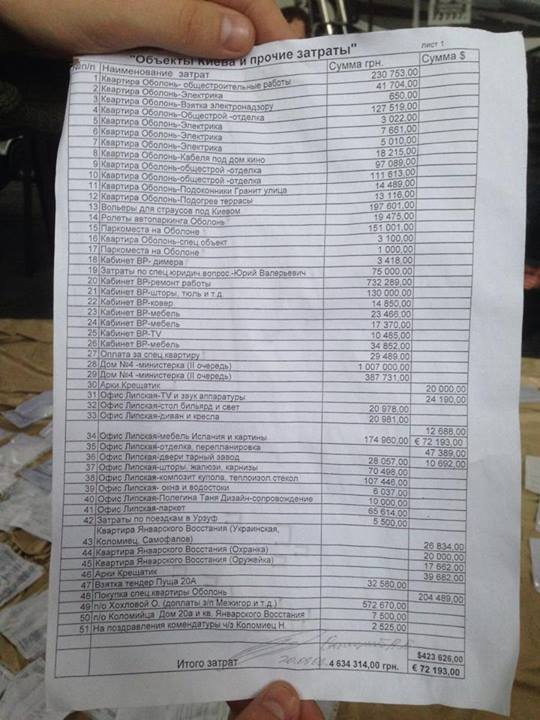 "Объекты Киева и прочие затраты" лист 1
№п/п Наименование затрат Сумма грн. Сумма $
1 Квартира Оболонь- общестроительные работы 230 753,00
2 Квартира Оболонь-Электрика 41 704,00
3 Квартира Оболонь-Взятка электронадзору 650,00
4 Квартира Оболонь-Общестрой -отделка 127 519,00
5 Квартира Оболонь-Электрика 3 022,00
6 Квартира Оболонь-Электрика 7 661,00
7 Квартира Оболонь-Электрика 5 010,00
8 Квартира Оболонь-Кабеля под дом.кино 18 215,00
9 Квартира Оболонь-общестрой -отделка 97 089,00
10 Квартира Оболонь-общестрой -отделка 111 613,00
11 Квартира Оболонь-Подоконники Гранит улица 14 489,00
12 Квартира Оболонь-Подогрев террасы 13 116,00
13 Вольеры для страусов под Киевом 197 601,00
14 Ролеты автопаркинга Оболонь 19 475,00
15 Паркоместа на Оболоне 151 001,00
16 Квартира Оболонь-спец.объект 3 100,00
17 Паркоместа на Оболоне 1 000,00
18 Кабинет ВР- димера 3 418,00
19 Затраты по спец.юридич.вопрос.-Юрий Валерьевич 75 000,00
20 Кабинет ВР-ремонт работы 732 289,00
21 Кабинет ВР-шторы, тюль и т.д. 130 000,00
22 Кабинет ВР-ковер 14 850,00
23 Кабинет ВР-мебель 23 466,00
24 Кабинет ВР-мебель 17 370,00
25 Кабинет ВР-TV 10 485,00
26 Кабинет ВР-мебель 34 852,00
27 Оплата за спец квартиру 29 489,00
28 Дом №4 -министерка (II очередь) 1 007 000,00
29 Дом №4 -министерка (II очередь) 387 731,00
30 Арки Крещатик 20 000,00
31 Офис Липская-TV и звук аппаратуры 24 190,00
32 Офис Липская-стол бильярд и свет 20 978,00
33 Офис Липская-диван и кресла 20 981,00
12 688,00
34 Офис Липская-мебель Испания и картины 174 960,00 € 72 193,00
35 Офис Липская-отделка, перепланировка 47 389,00
36 Офис Липская-двери тарный завод 28 057,00 10 692,00
37 Офис Липская-шторы, жалюзи, карнизы 70 498,00
38 Офис Липская-композит купола, теплоизол.стекол 107 446,00
39 Офис Липская- окна и водостоки 6 037,00
40 Офис Липская-Полегина Таня Дизайн-сопровождение 10 000,00
41 Офис Липская-паркет 65 614,00
42 Затраты по поездкам в Урзуф 5 500,00
Квартира Январского Восстания (Украинская,
43 Коломиец, Самофалов) 26 834,00
44 Квартира Январского Восстания (Охранка) 20 000,00
45 Квартира Январского Восстания (Оружейка) 17 662,00
46 Арки Крещатик 39 682,00
47 Взятка тендер Пуща 20А 32 580,00
48 Покупка спец квартиры Оболонь 204 489,00
49 п/о Хохловой О. (доплаты з/п Межигор и т.д.) 572 670,00
50 п/о Коломийца Дом 20а и кв. Январского Восстания 7 500,00
51 На поздравления комендатуры ч/з Коломиец Н. 2 525,00
$423 626,00
Итого затрат 4 634 314,00 грн. € 72 193,00